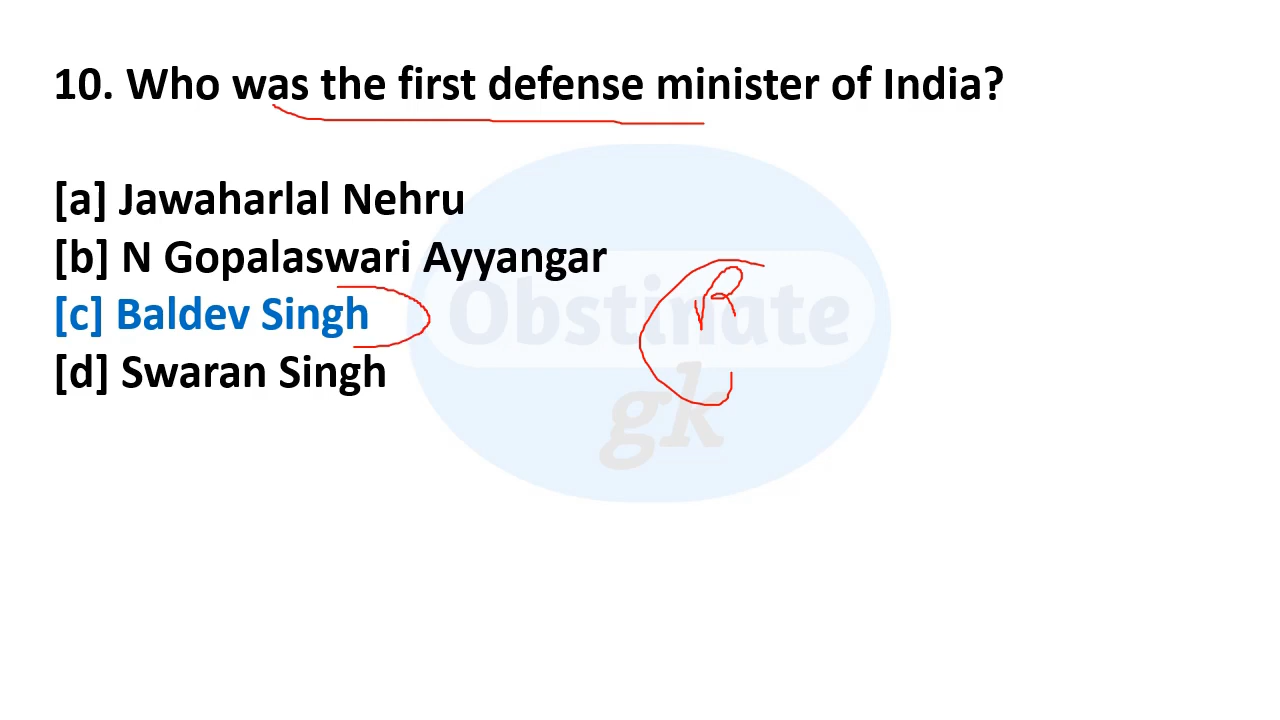 10. Who was the first defense minister of India?
[a] Jawaharlal Nehru
[b] N Gopalaswari Ayyangar
[c] Baldev Singh
[d] Swaran Singh
Obstinate
gk